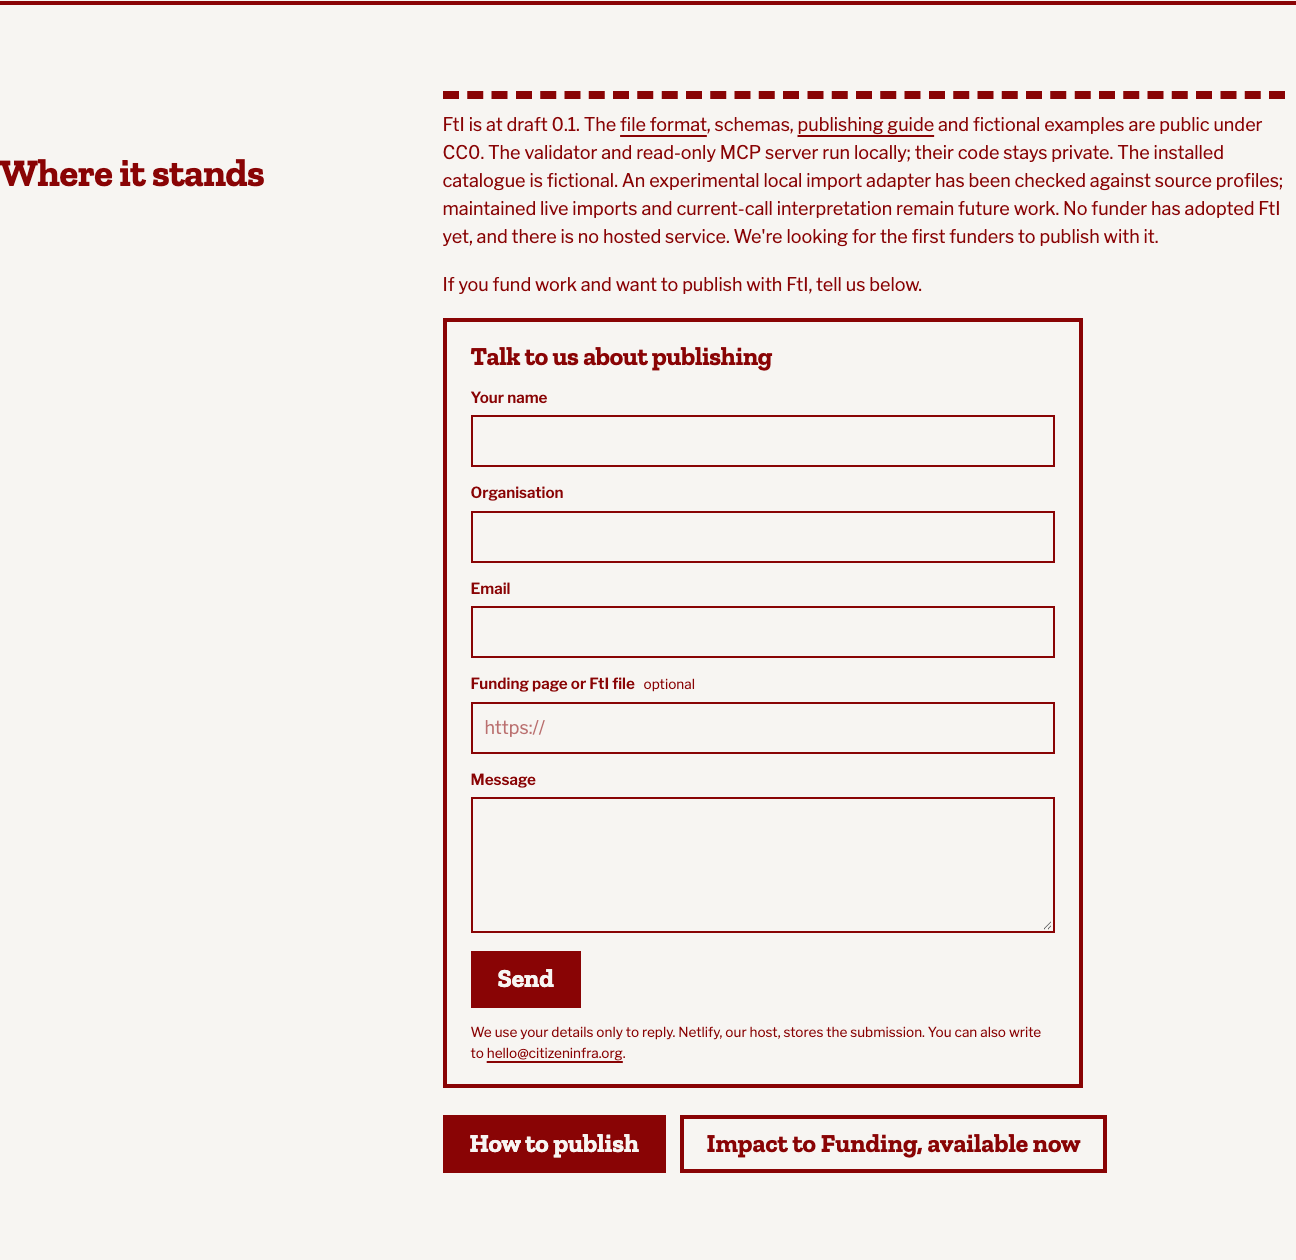 Where it stands
FtI is at draft 0.1. The file format, schemas, publishing guide and fictional examples are public under
CC0. The validator and read-only MCP server run locally; their code stays private. The installed
catalogue is fictional. An experimental local import adapter has been checked against source profiles;
maintained live imports and current-call interpretation remain future work. No funder has adopted FtI
yet, and there is no hosted service. We're looking for the first funders to publish with it.
If you fund work and want to publish with FtI, tell us below.
Talk to us about publishing
Your name
Organisation
Email
Funding page or FtI file optional
https://
Message
Send
We use your details only to reply. Netlify, our host, stores the submission. You can also write
to hello@citizeninfra.org.
How to publish
Impact to Funding, available now